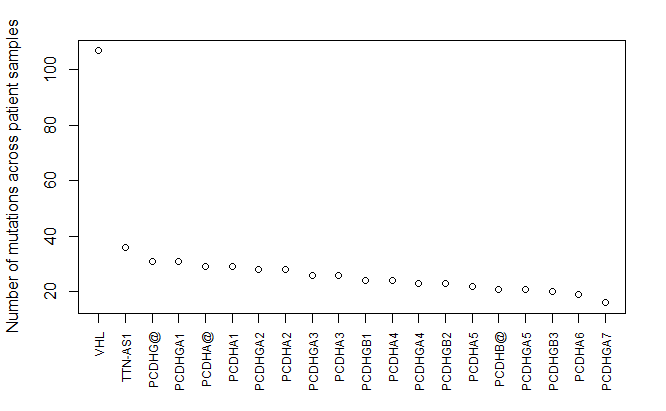 Number of mutations across patient samples
100
80
60
40
20
VHL
TTN-AS1
PCDHG@
PCDHGA1
PCDHA@
PCDHA1
PCDHGA2
PCDHA2
PCDHGA3
PCDHA3
PCDHGB1
PCDHA4
PCDHGA4
PCDHGB2
PCDHA5
PCDHB@
PCDHGA5
PCDHGB3
PCDHA6
PCDHGA7